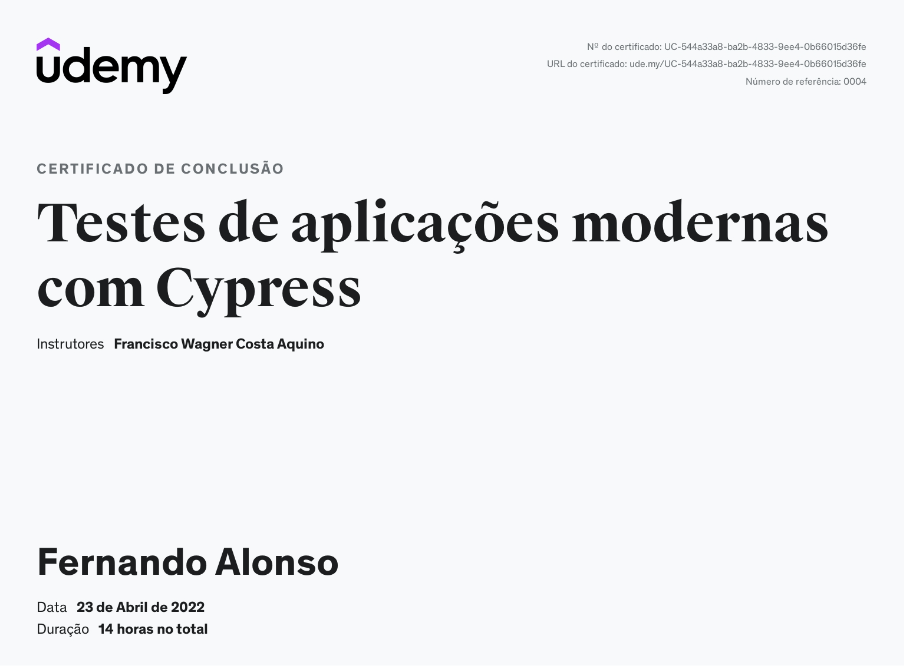 udemy
Nº do certificado: UC-544a33a8-ba2b-4833-9ee4-0b66015d36fe
URL do certificado: ude.my/UC-544a33a8-ba2b-4833-9ee4-0b66015d36fe
Número de referência: 0004
CERTIFICADO DE CONCLUSÃO
Testes de aplicações modernas
com Cypress
Instrutores Francisco Wagner Costa Aquino
Fernando Alonso
Data 23 de Abril de 2022
Duração 14 horas no total